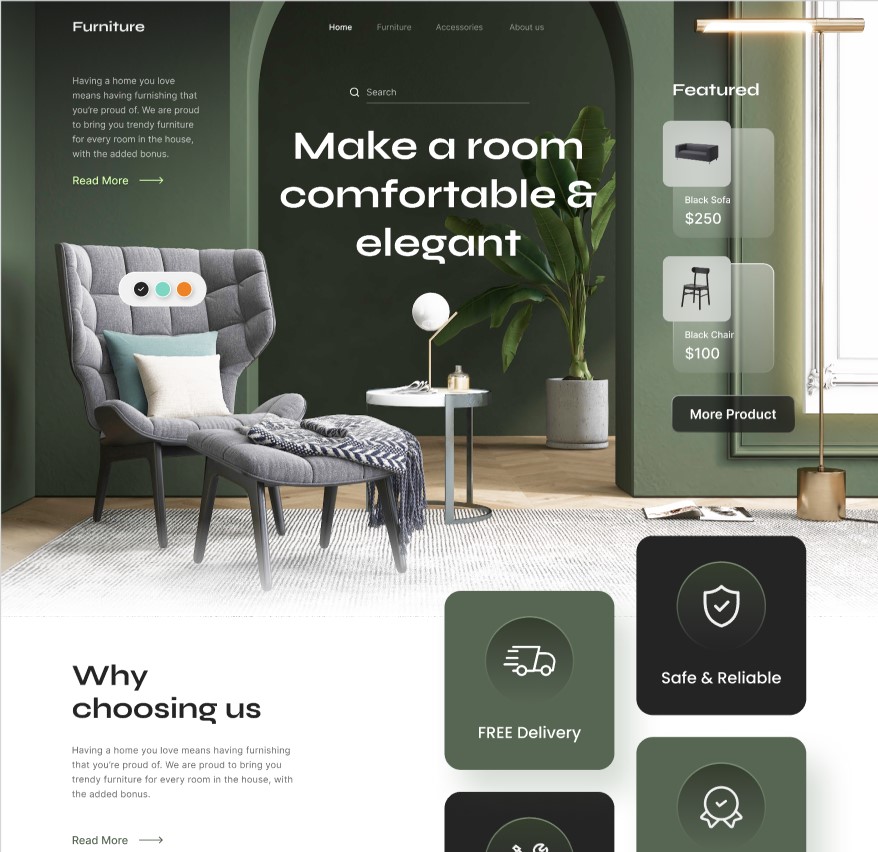 Furniture
Home
Furniture
Accessories
About us
Having a home you love
means having furnishing that
you're proud of. We are proud
to bring you trendy furniture
for every room in the house,
with the added bonus.
Read More
Search
Make a room
comfortable &
elegant
Featured
Black Sofa
$250
Black Chair
$100
More Product
Why
choosing us
Having a home you love means having furnishing
that you're proud of. We are proud to bring you
trendy furniture for every room in the house, with
the added bonus.
Read More
FREE Delivery
Safe & Reliable